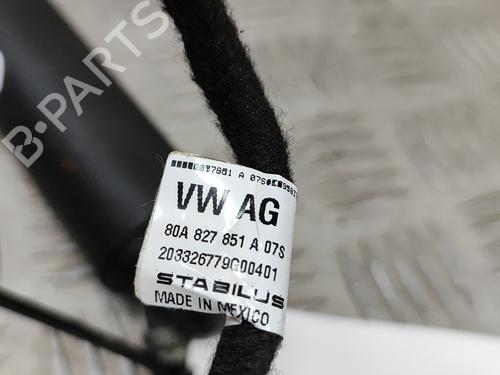 B-PARTS
VW AG
80A 827 851 A 07S
203326779G00401
STABILUS
MADE IN MEXICO